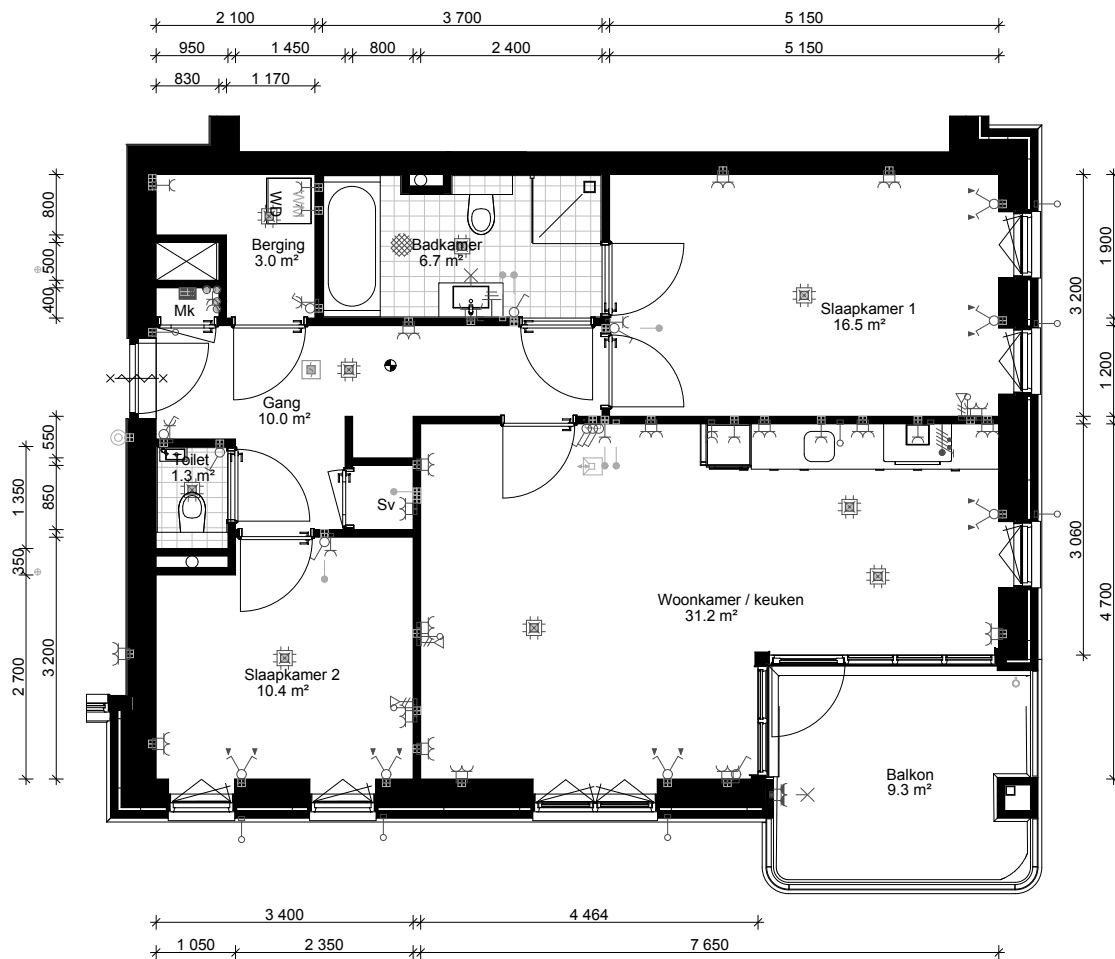 2 100 3 700 5 150
950 1 450 800 2 400 5 150
830 1 170
800
500
400
550
850
3 200
1 350
350
2 700
WD
Berging
3.0 m²
Badkamer
6.7 m²
Mk
Slaapkamer 1
16.5 m²
Gang
10.0 m²
Toilet
1.3 m²
Sv
Woonkamer / keuken
31.2 m²
Slaapkamer 2
10.4 m²
Balkon
9.3 m²
3 200
3 060
1 900
1 200
4 700
3 400 4 464
1 050 2 350 7 650